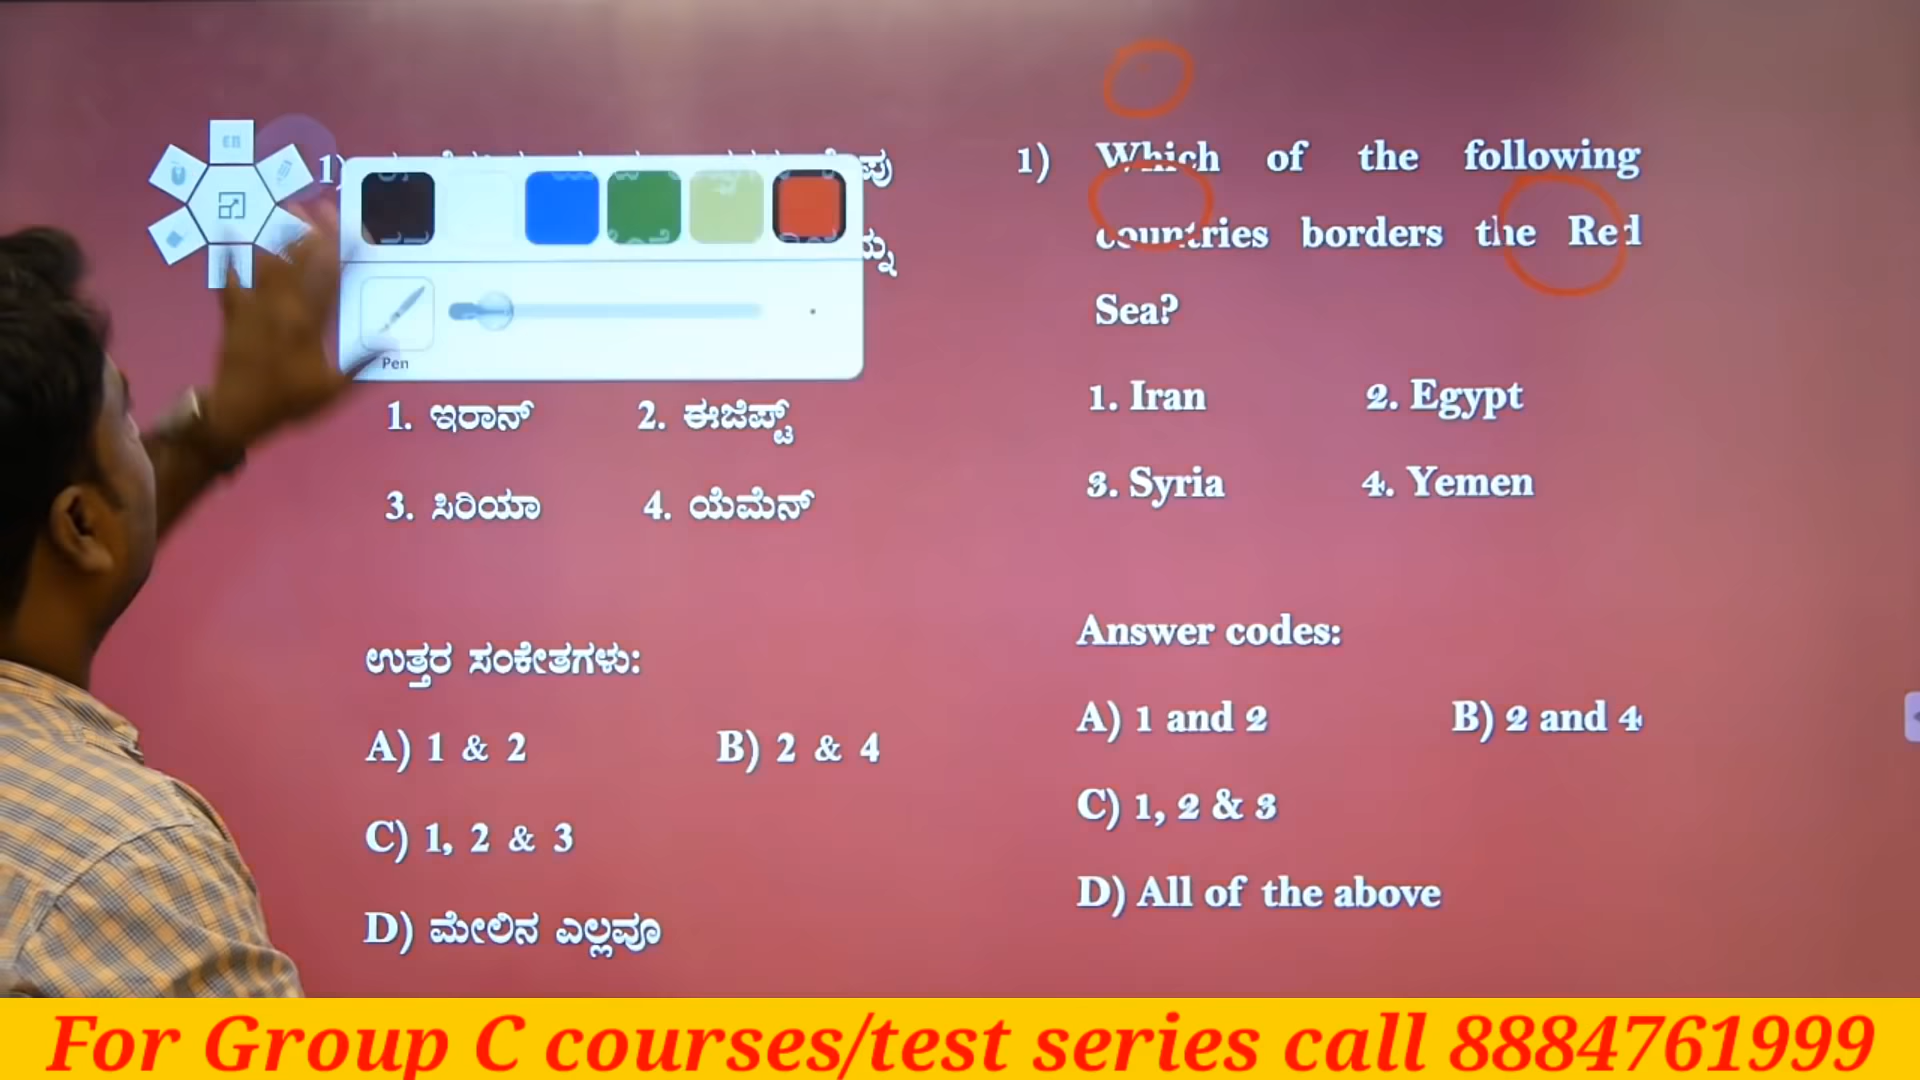 EN
1)
Pen
1. ಇರಾನ್ 2. ಈಜಿಪ್ಟ್
3. ಸಿರಿಯಾ 4. ಯೆಮೆನ್
ಉತ್ತರ ಸಂಕೇತಗಳು:
A) 1 & 2 B) 2 & 4
C) 1, 2 & 3
D) ಮೇಲಿನ ಎಲ್ಲವೂ
1) Which of the following
countries borders the Red
Sea?
1. Iran 2. Egypt
3. Syria 4. Yemen
Answer codes:
A) 1 and 2 B) 2 and 4
C) 1, 2 & 3
D) All of the above
For Group C courses/test series call 8884761999